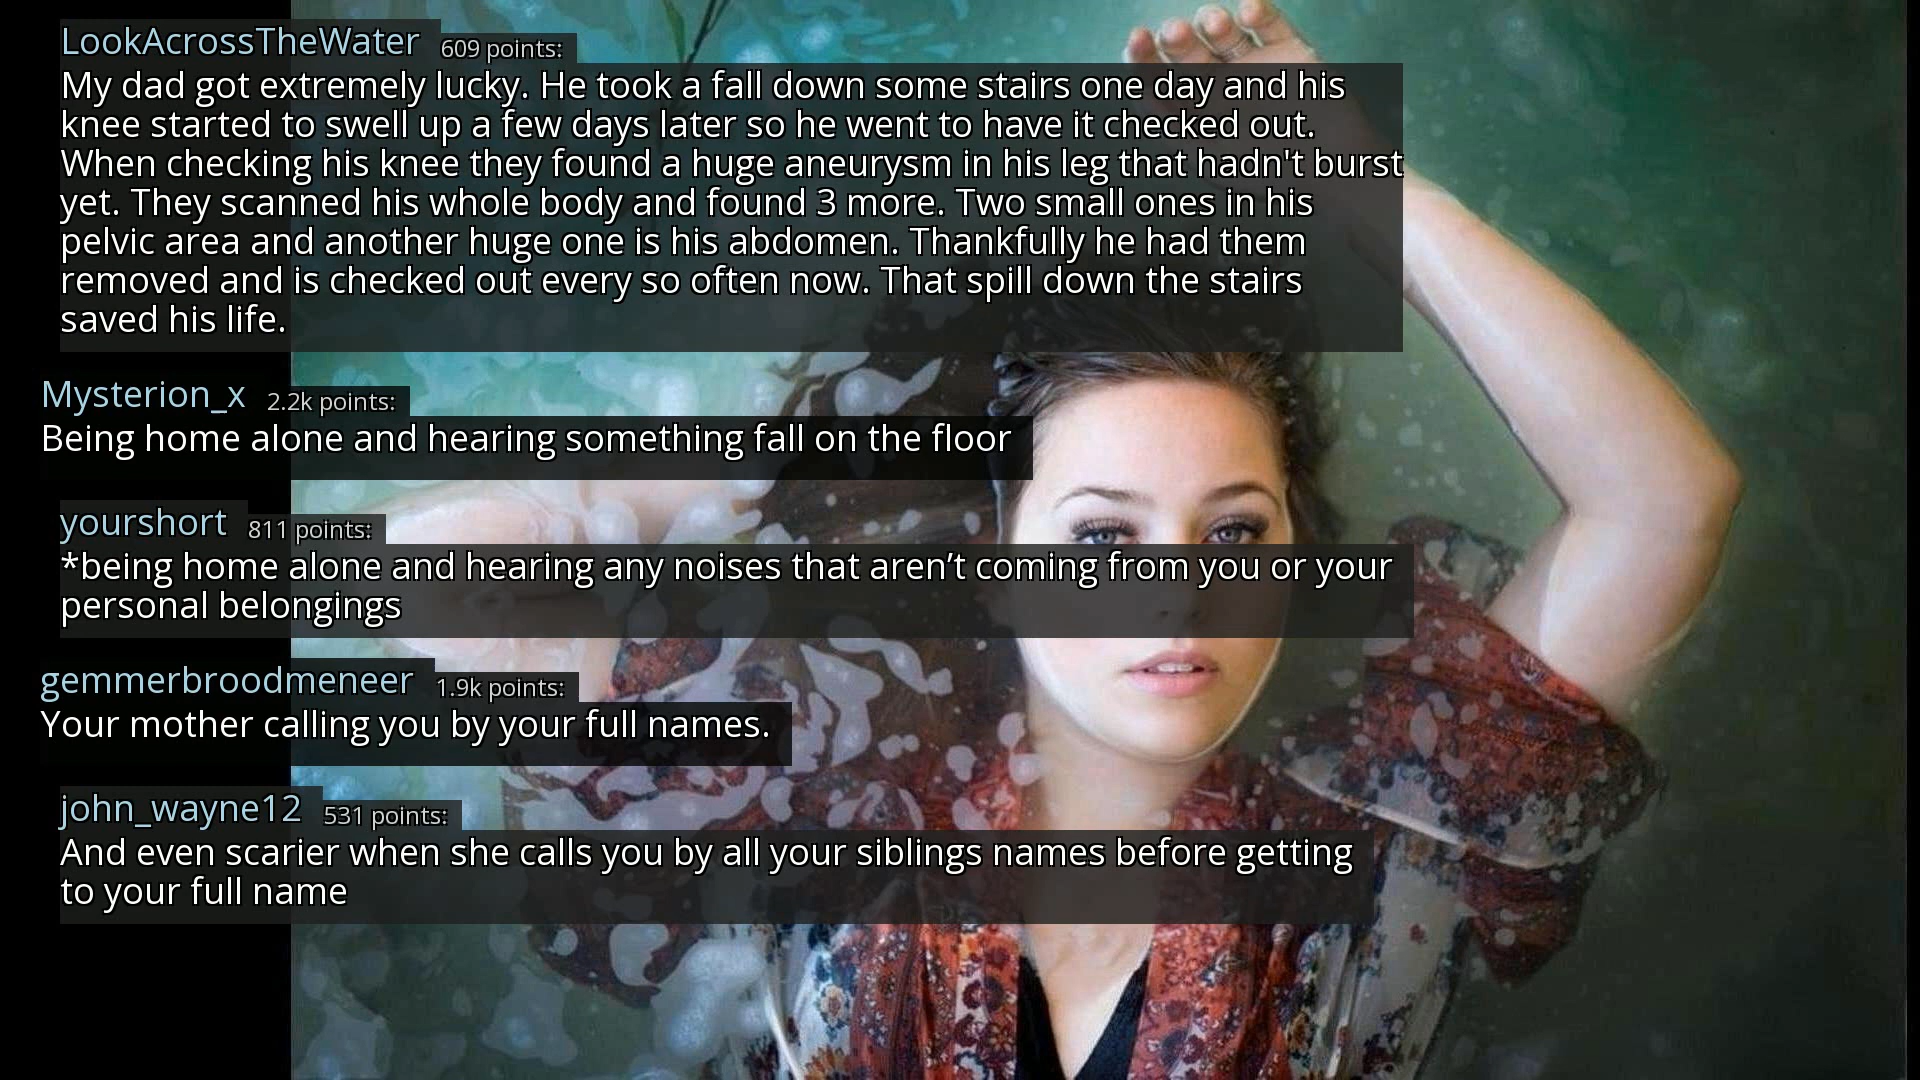 LookAcrossTheWater 609 points:
My dad got extremely lucky. He took a fall down some stairs one day and his
knee started to swell up a few days later so he went to have it checked out.
When checking his knee they found a huge aneurysm in his leg that hadn't burst
yet. They scanned his whole body and found 3 more. Two small ones in his
pelvic area and another huge one is his abdomen. Thankfully he had them
removed and is checked out every so often now. That spill down the stairs
saved his life.
Mysterion_x 2.2k points:
Being home alone and hearing something fall on the floor
yourshort 811 points:
*being home alone and hearing any noises that aren’t coming from you or your
personal belongings
gemmerbroodmeneer 1.9k points:
Your mother calling you by your full names.
john_wayne12 531 points:
And even scarier when she calls you by all your siblings names before getting
to your full name